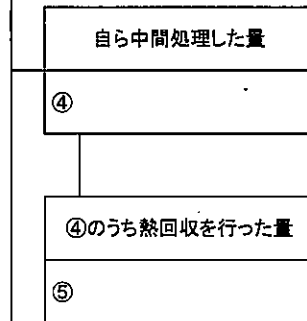 自ら中間処理した量
④
④のうち熱回収を行った量
⑤